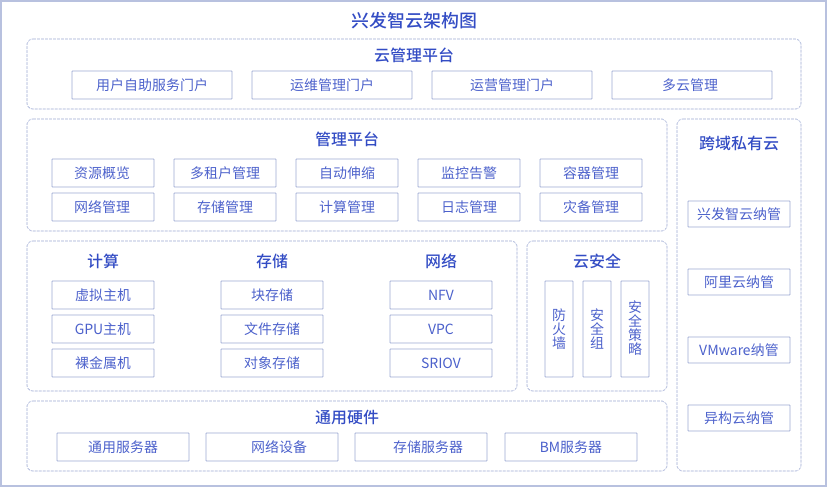 兴发智云架构图
云管理平台
用户自助服务门户
运维管理门户
运营管理门户
多云管理
管理平台
资源概览
多租户管理
自动伸缩
监控告警
容器管理
网络管理
存储管理
计算管理
日志管理
灾备管理
跨域私有云
兴发智云纳管
阿里云纳管
VMware纳管
异构云纳管
计算
虚拟主机
GPU主机
裸金属机
存储
块存储
文件存储
对象存储
网络
NFV
VPC
SRIOV
云安全
防火墙
安全组
安全策略
通用硬件
通用服务器
网络设备
存储服务器
BM服务器